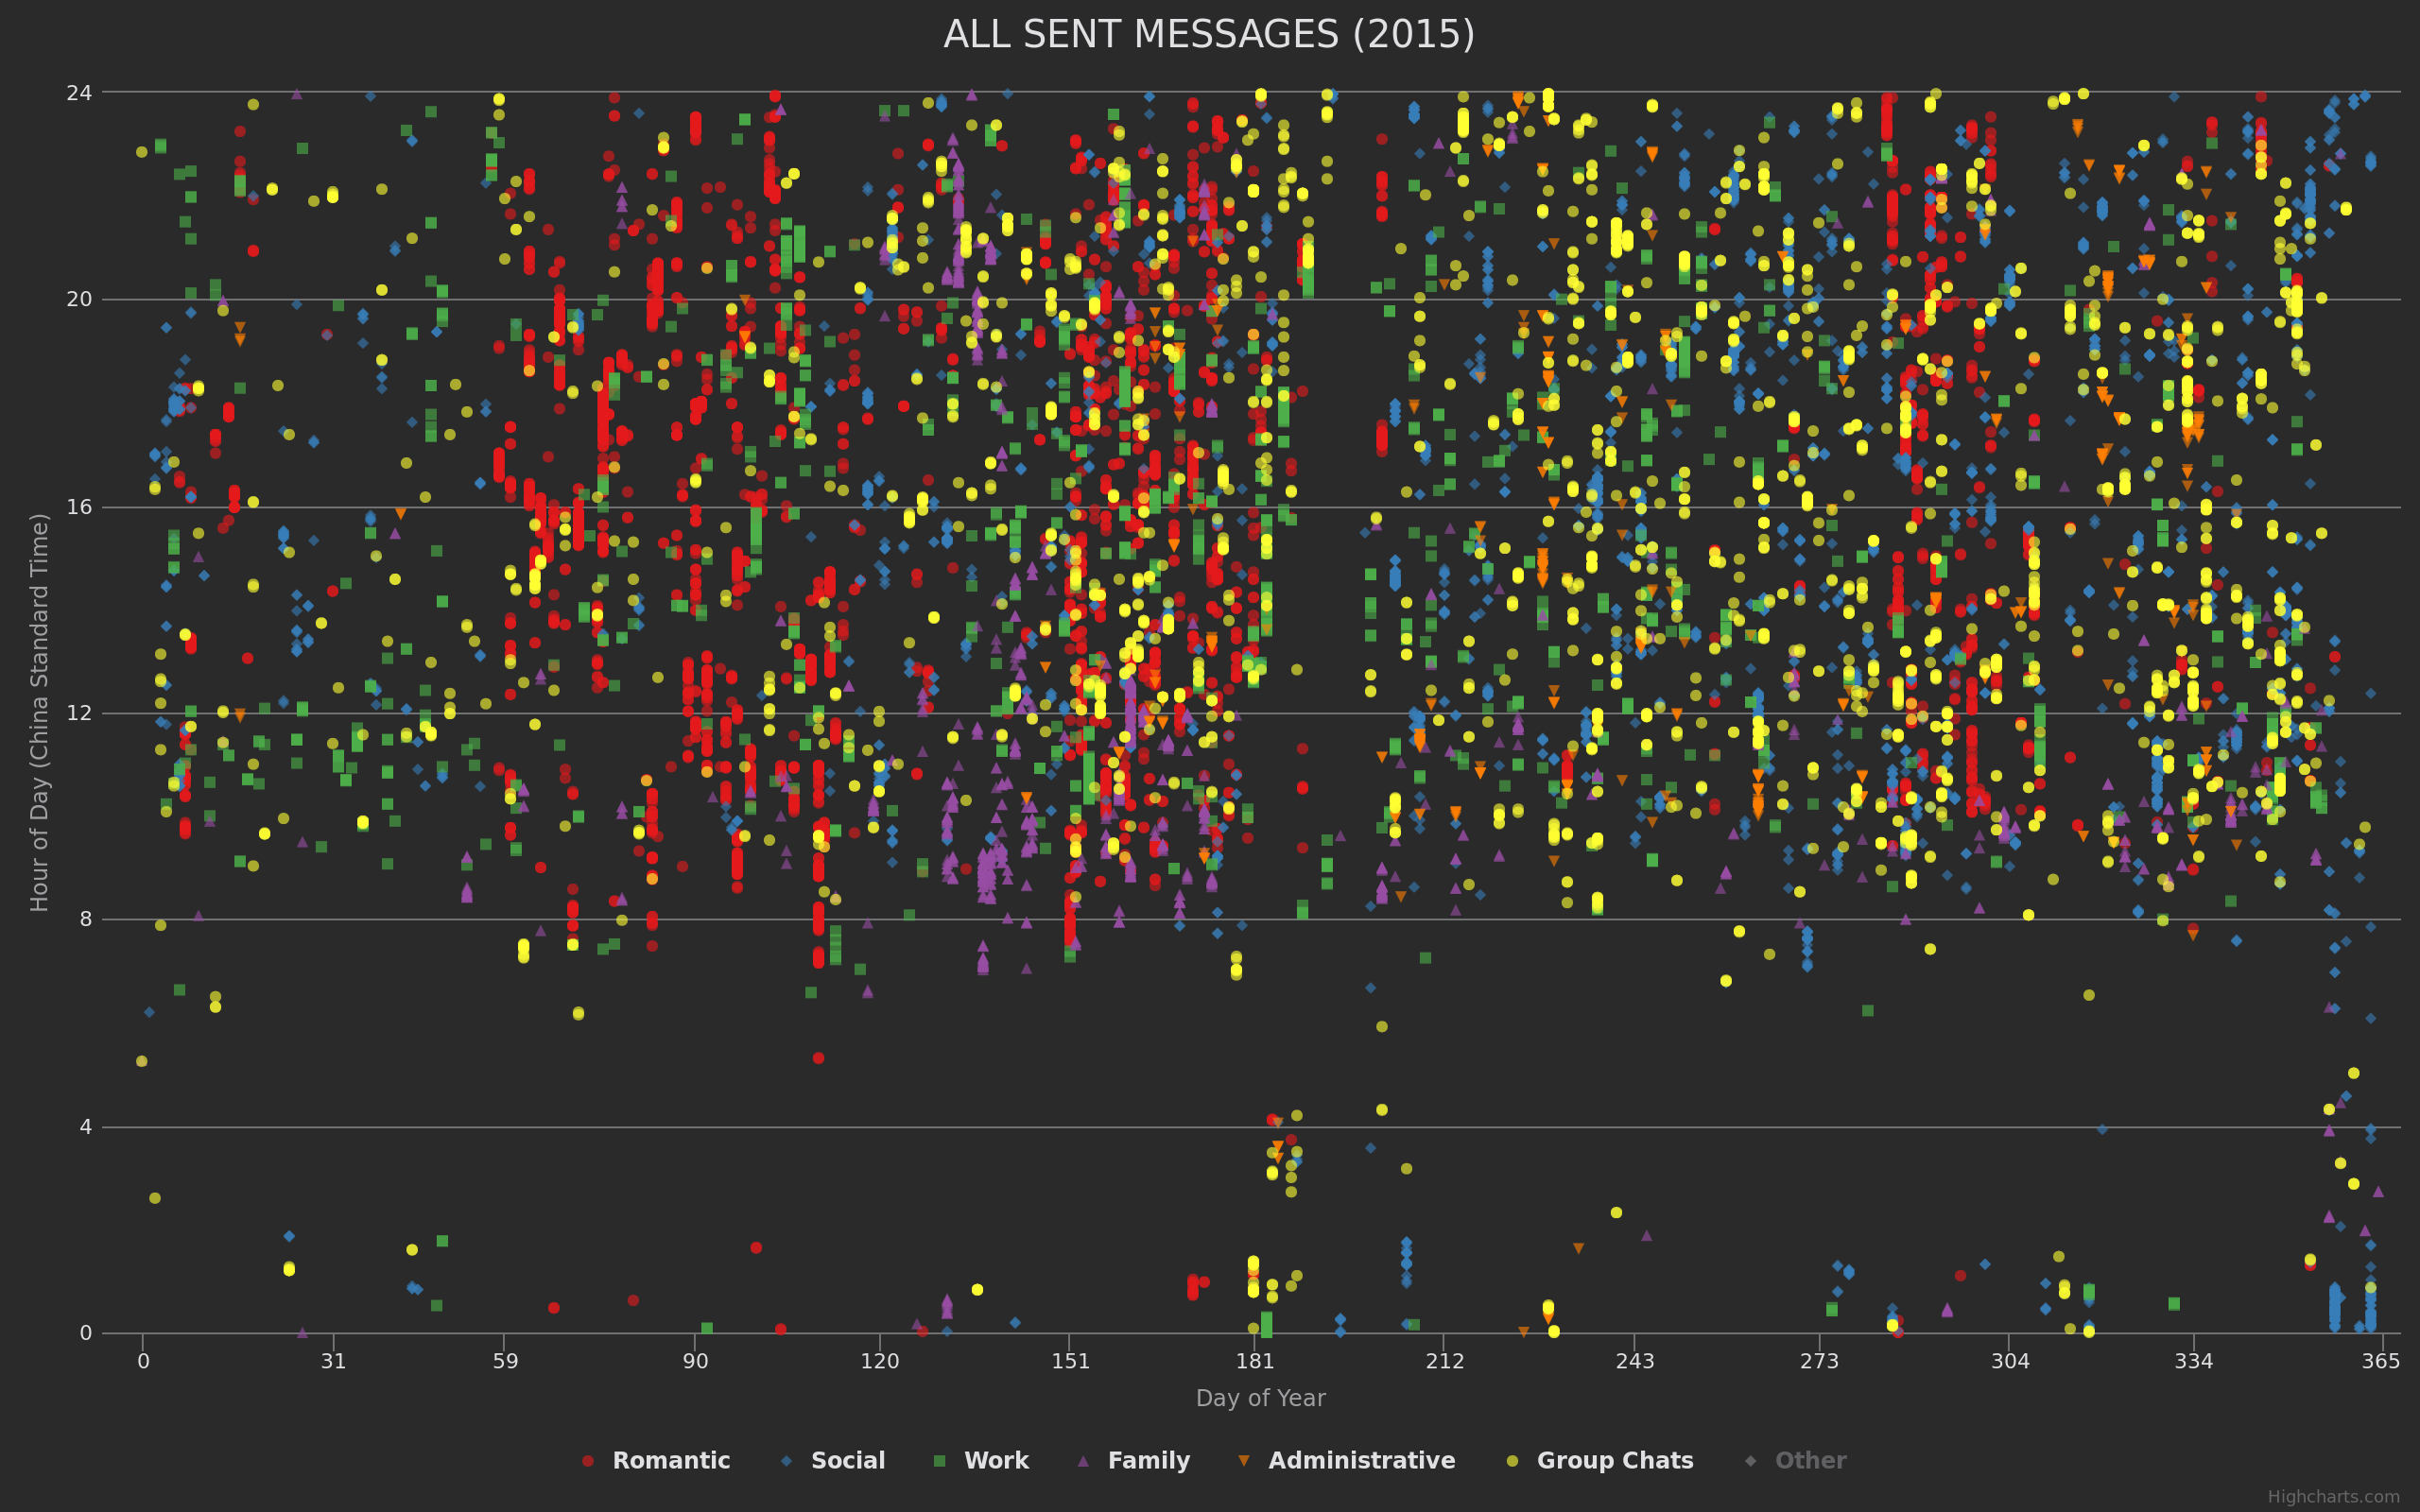 ALL SENT MESSAGES (2015)
Hour of Day (China Standard Time)
24
20
16
12
8
4
0
0 31 59 90 120 151 181 212 243 273 304 334 365
Day of Year
Romantic Social Work Family Administrative Group Chats Other
Highcharts.com